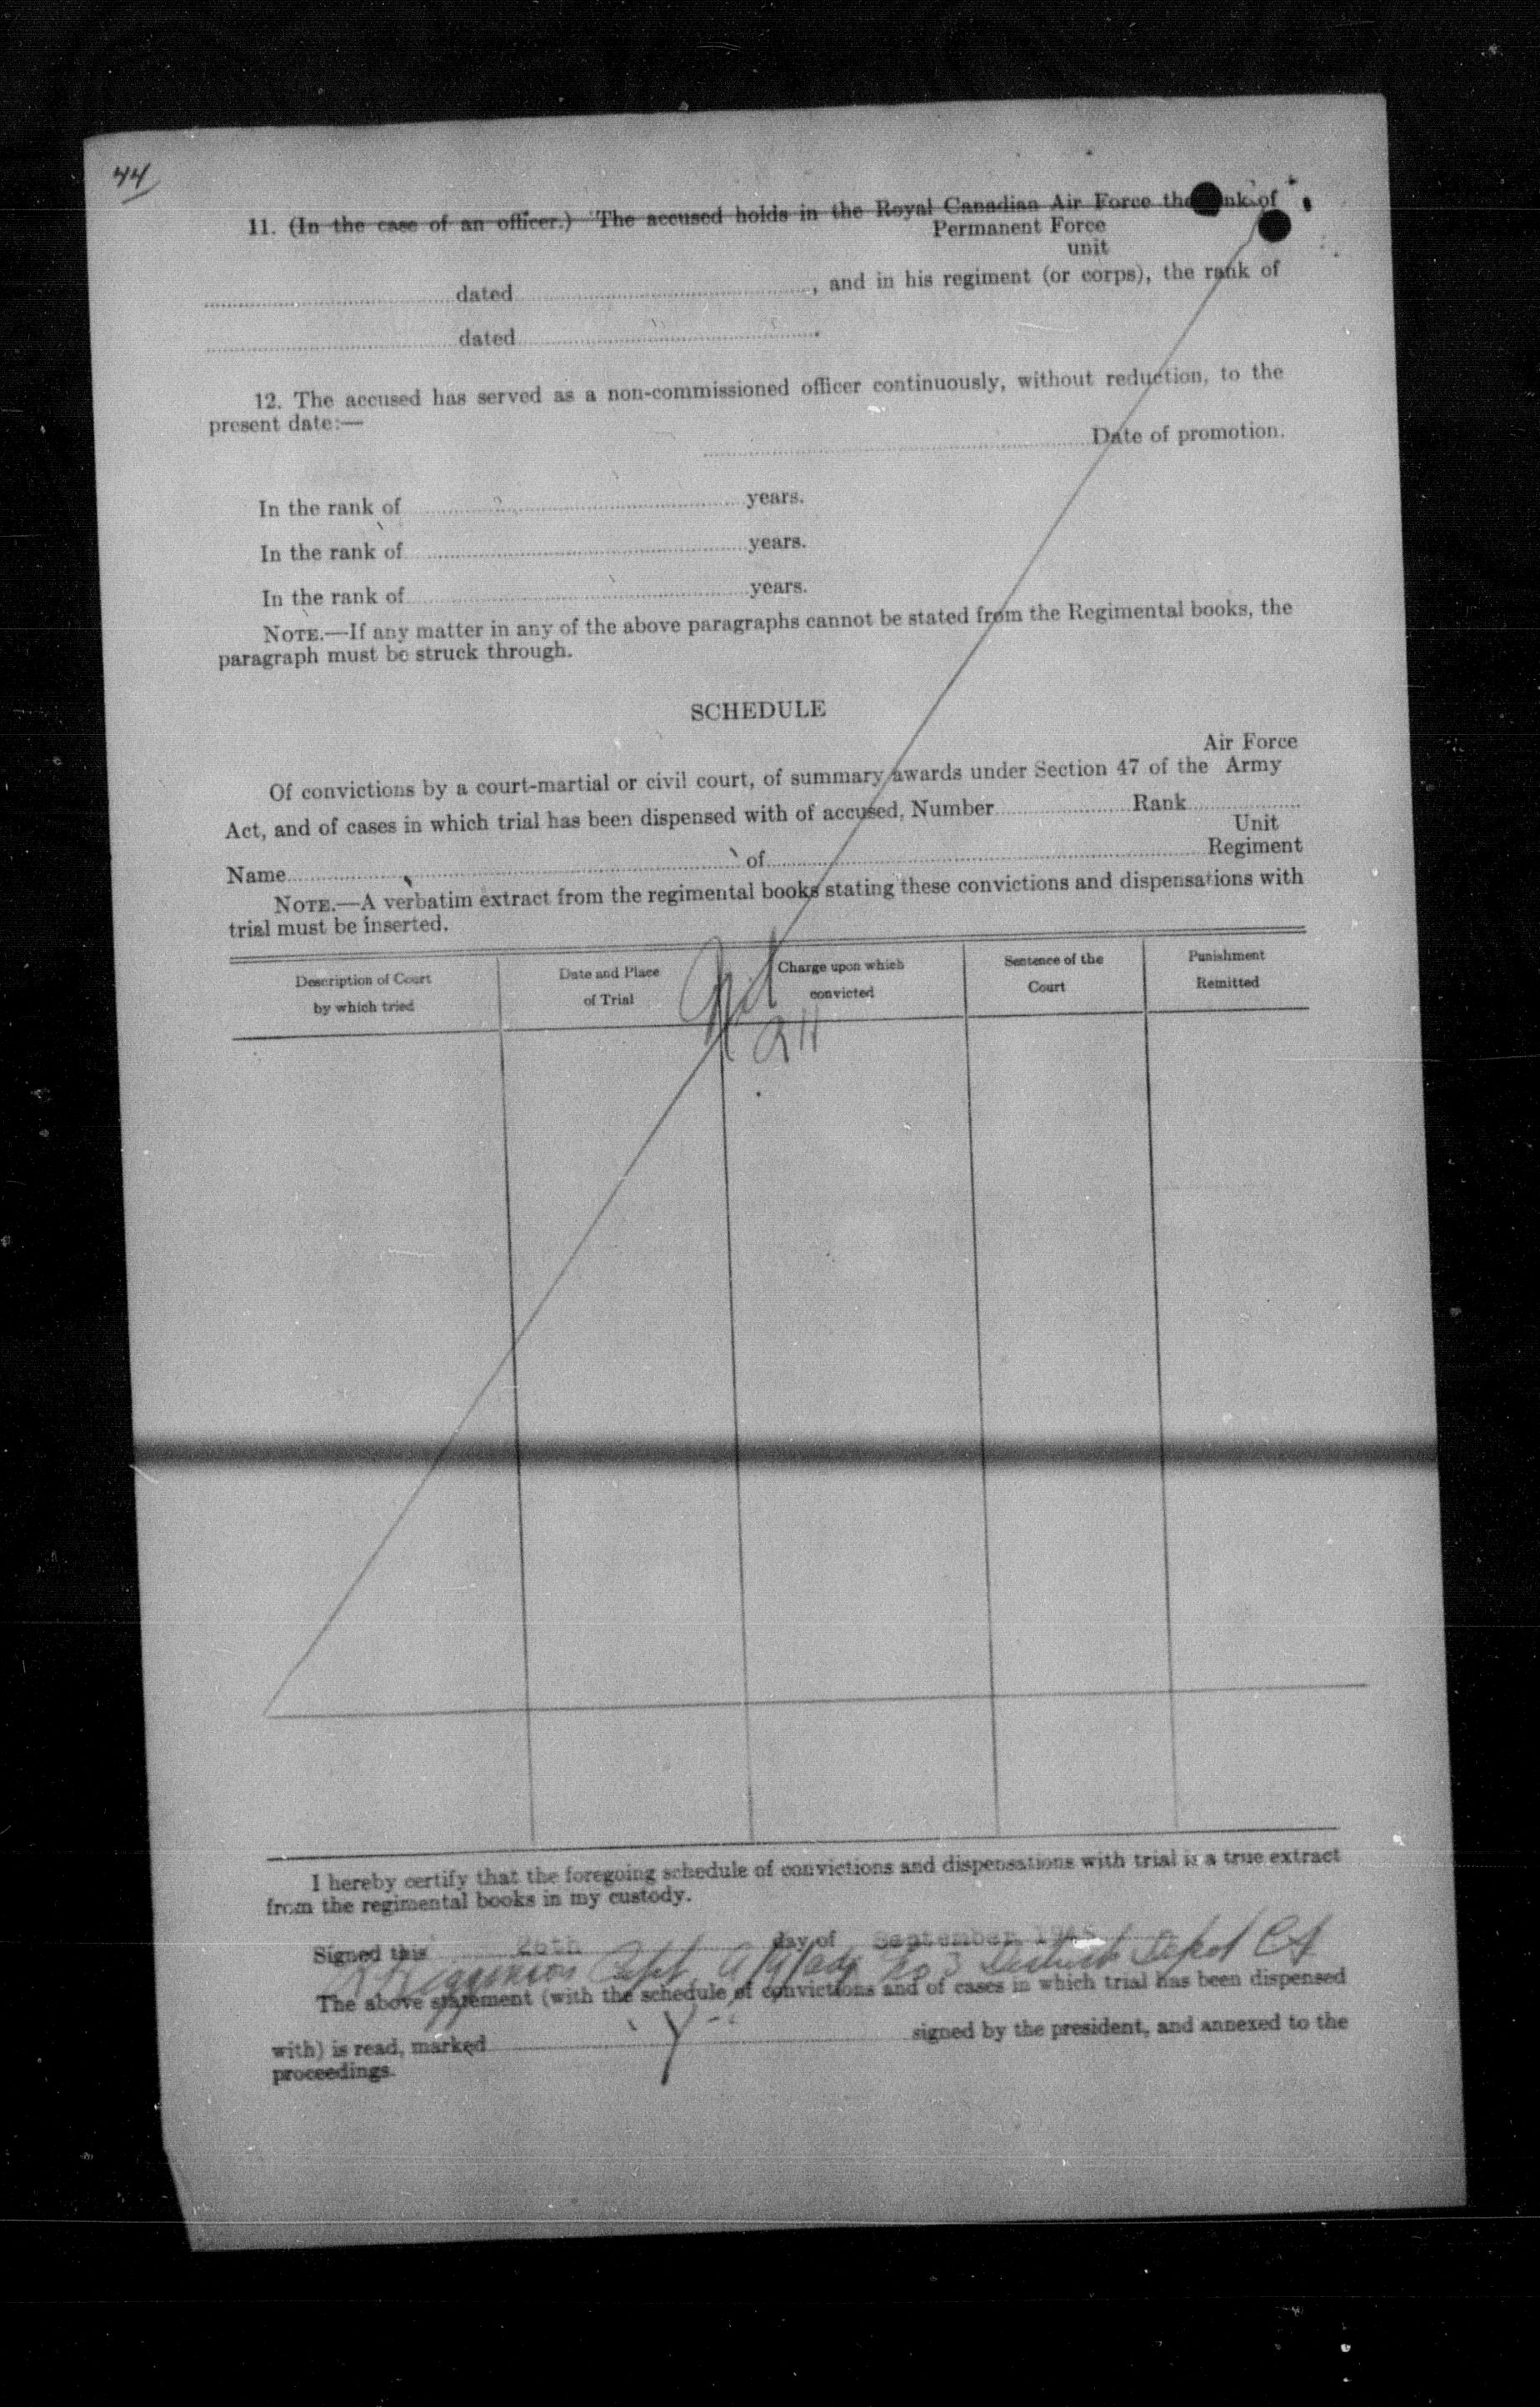 44
11. (In the case of an officer.) The accused holds in the Royal Canadian Air Force the rank of
Permanent Force
unit
dated , and in his regiment (or corps), the rank of
dated .
12. The accused has served as a non-commissioned officer continuously, without reduction, to the
present date:—
Date of promotion.
In the rank of years.
In the rank of years.
In the rank of years.
NOTE.—If any matter in any of the above paragraphs cannot be stated from the Regimental books, the
paragraph must be struck through.
SCHEDULE
Air Force
Of convictions by a court-martial or civil court, of summary awards under Section 47 of the Army
Act, and of cases in which trial has been dispensed with of accused, Number Rank
Unit
Name of Regiment
NOTE.—A verbatim extract from the regimental books stating these convictions and dispensations with
trial must be inserted.
Description of Court by which tried
Date and Place of Trial
Charge upon which convicted
Sentence of the Court
Punishment Remitted
I hereby certify that the foregoing schedule of convictions and dispensations with trial is a true extract
from the regimental books in my custody.
Signed this 26th day of September 1945
Capt A/Adj No 3 District Depot CA
The above statement (with the schedule of convictions and of cases in which trial has been dispensed
with) is read, marked Y signed by the president, and annexed to the
proceedings.